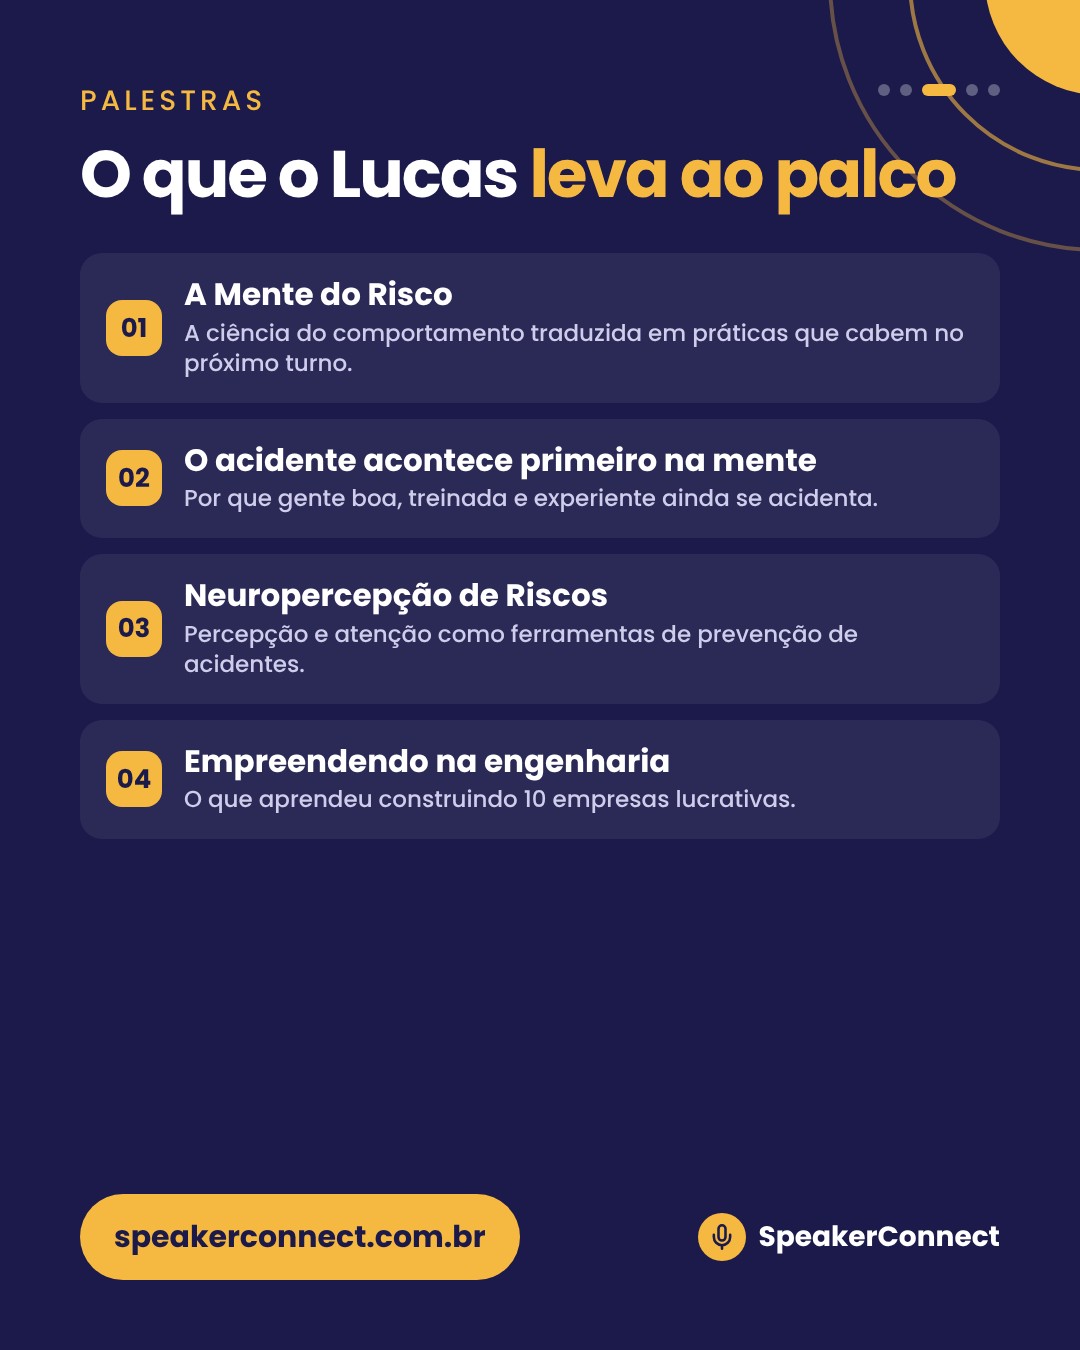 PALESTRAS
O que o Lucas leva ao palco
01
A Mente do Risco
A ciência do comportamento traduzida em práticas que cabem no
próximo turno.
02
O acidente acontece primeiro na mente
Por que gente boa, treinada e experiente ainda se acidenta.
03
Neuropercepção de Riscos
Percepção e atenção como ferramentas de prevenção de
acidentes.
04
Empreendendo na engenharia
O que aprendeu construindo 10 empresas lucrativas.
speakerconnect.com.br
SpeakerConnect